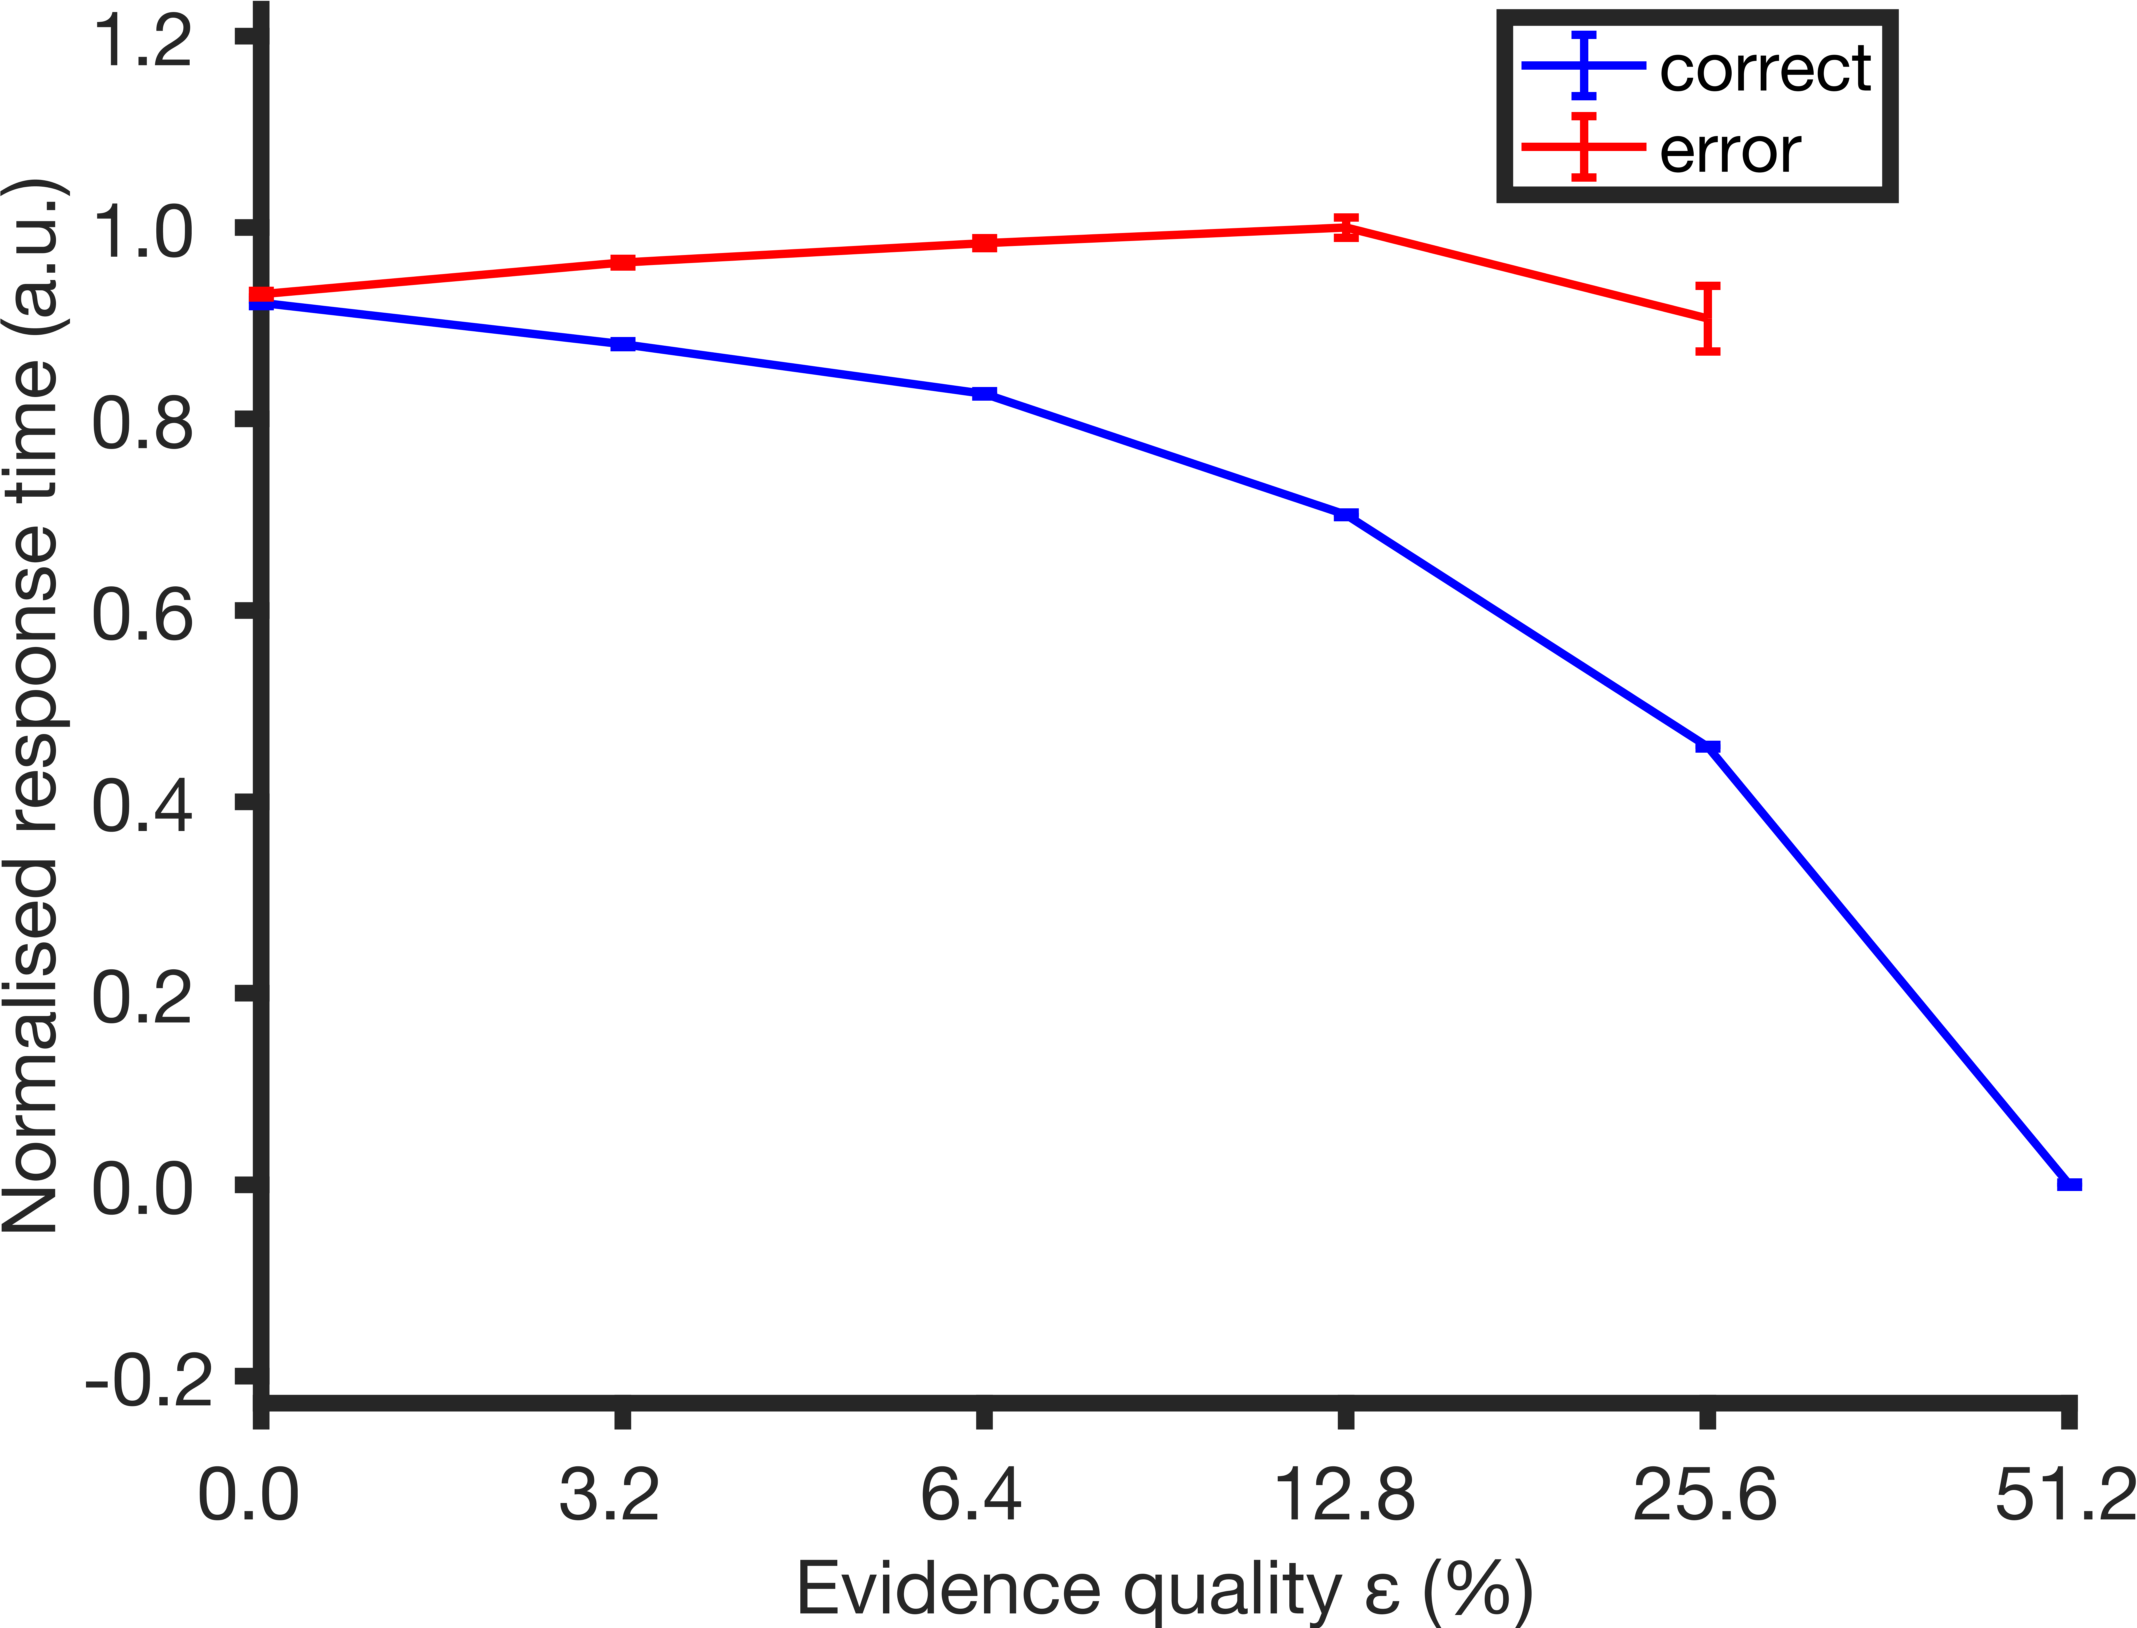 1.2
1.0
0.8
0.6
0.4
0.2
0.0
-0.2
Normalised response time (a.u.)
correct
error
0.0 3.2 6.4 12.8 25.6 51.2
Evidence quality ε (%)